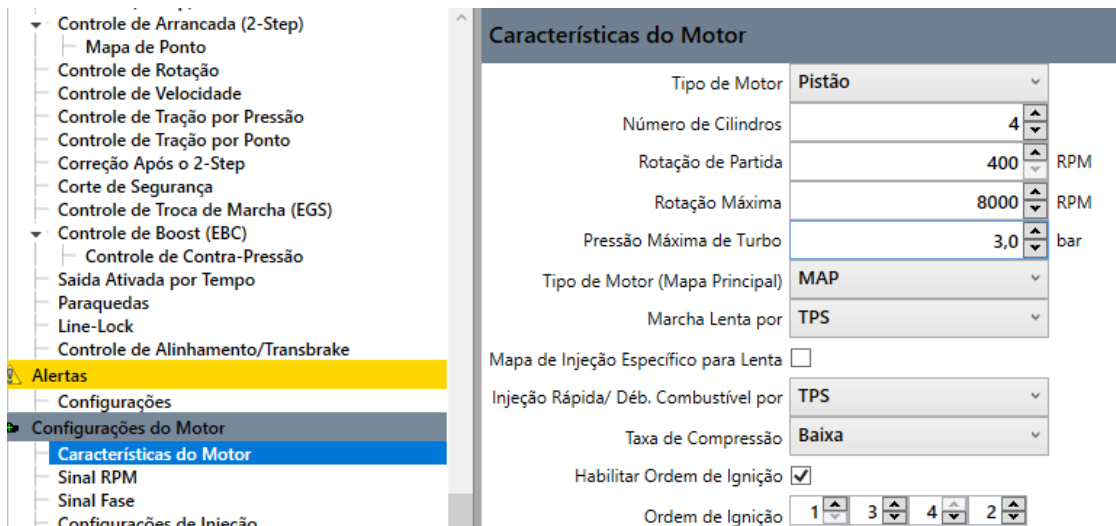 Controle de Arrancada (2-Step)
Mapa de Ponto
Controle de Rotação
Controle de Velocidade
Controle de Tração por Pressão
Controle de Tração por Ponto
Correção Após o 2-Step
Corte de Segurança
Controle de Troca de Marcha (EGS)
Controle de Boost (EBC)
Controle de Contra-Pressão
Saida Ativada por Tempo
Paraquedas
Line-Lock
Controle de Alinhamento/Transbrake
Alertas
Configurações
Configurações do Motor
Características do Motor
Sinal RPM
Sinal Fase
Configurações de Injeção
Características do Motor
Tipo de Motor Pistão
Número de Cilindros 4
Rotação de Partida 400 RPM
Rotação Máxima 8000 RPM
Pressão Máxima de Turbo 3,0 bar
Tipo de Motor (Mapa Principal) MAP
Marcha Lenta por TPS
Mapa de Injeção Específico para Lenta
Injeção Rápida/ Déb. Combustível por TPS
Taxa de Compressão Baixa
Habilitar Ordem de Ignição
Ordem de Ignição 1 3 4 2